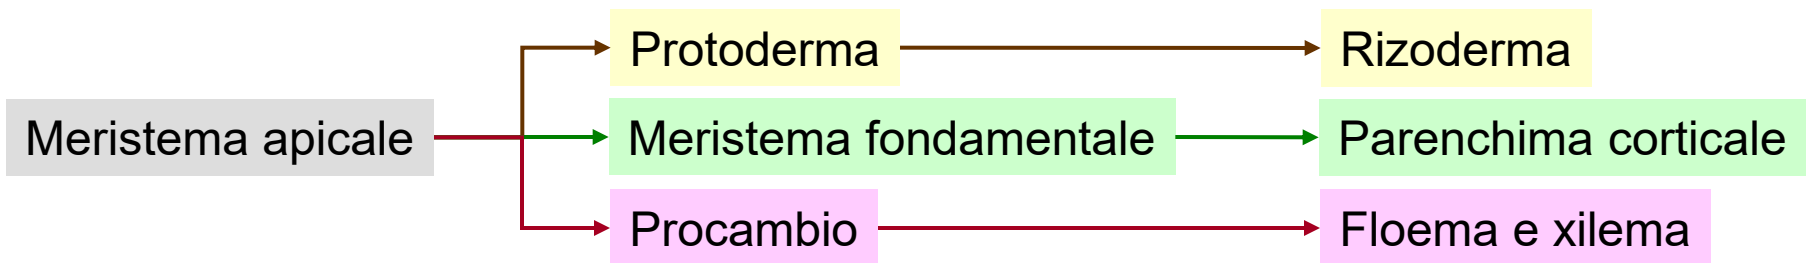 Protoderma
Rizoderma
Meristema apicale
Meristema fondamentale
Parenchima corticale
Procambio
Floema e xilema